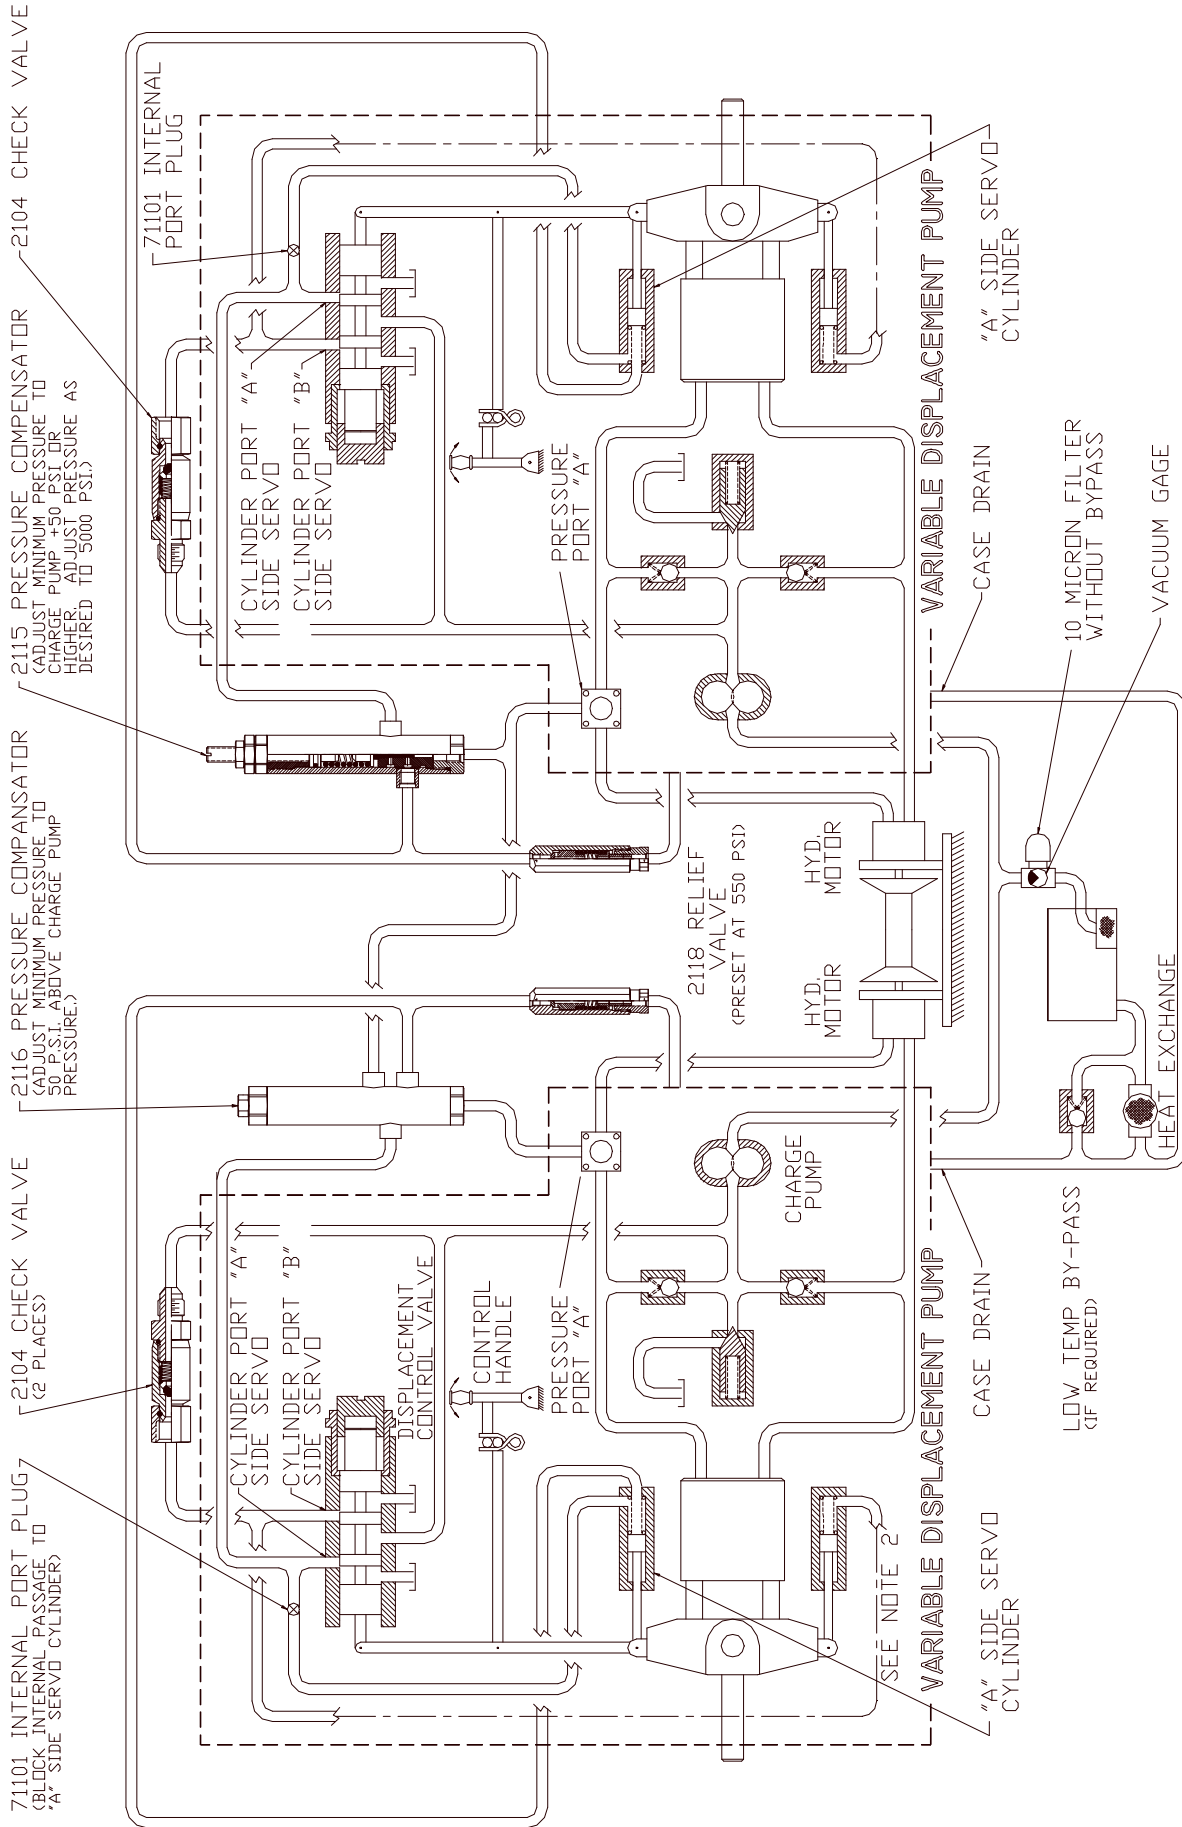 71101 INTERNAL PORT PLUG
(BLOCK INTERNAL PASSAGE TO
"A" SIDE SERVO CYLINDER)
2104 CHECK VALVE
(2 PLACES)
2116 PRESSURE COMPANSATOR
(ADJUST MINIMUM PRESSURE TO
50 P.S.I. ABOVE CHARGE PUMP
PRESSURE.)
2115 PRESSURE COMPENSATOR
(ADJUST MINIMUM PRESSURE TO
CHARGE PUMP +50 PSI OR
HIGHER. ADJUST PRESSURE AS
DESIRED TO 5000 PSI.)
2104 CHECK VALVE
71101 INTERNAL
PORT PLUG
CYLINDER PORT "A"
SIDE SERVO
CYLINDER PORT "B"
SIDE SERVO
DISPLACEMENT
CONTROL VALVE
CONTROL
HANDLE
PRESSURE
PORT "A"
CYLINDER PORT "A"
SIDE SERVO
CYLINDER PORT "B"
SIDE SERVO
PRESSURE
PORT "A"
2118 RELIEF
VALVE
(PRESET AT 550 PSI)
CHARGE
PUMP
HYD.
MOTOR
HYD.
MOTOR
SEE NOTE 2
VARIABLE DISPLACEMENT PUMP
VARIABLE DISPLACEMENT PUMP
"A" SIDE SERVO
CYLINDER
CASE DRAIN
CASE DRAIN
"A" SIDE SERVO
CYLINDER
LOW TEMP BY-PASS
(IF REQUIRED)
HEAT EXCHANGE
10 MICRON FILTER
WITHOUT BYPASS
VACUUM GAGE